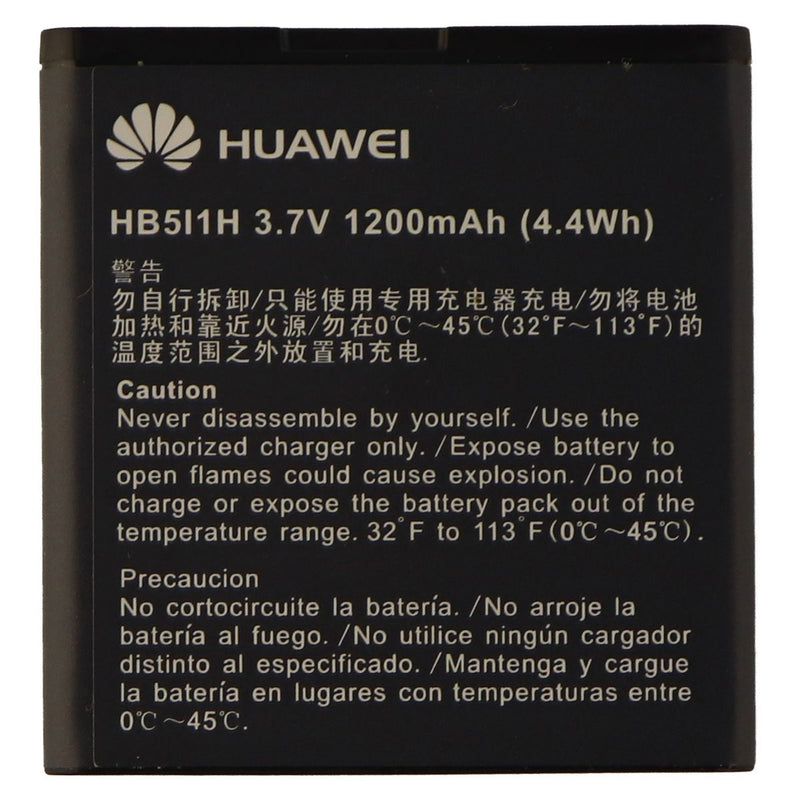 HUAWEI
HB5I1H 3.7V 1200mAh (4.4Wh)
警告
勿自行拆卸/只能使用专用充电器充电/勿将电池
加热和靠近火源/勿在0℃～45℃(32°F～113°F)的
温度范围之外放置和充电.
Caution
Never disassemble by yourself. /Use the
authorized charger only. /Expose battery to
open flames could cause explosion. /Do not
charge or expose the battery pack out of the
temperature range. 32°F to 113°F(0℃～45℃).
Precaucion
No cortocircuite la batería. /No arroje la
batería al fuego. /No utilice ningún cargador
distinto al especificado. /Mantenga y cargue
la batería en lugares con temperaturas entre
0℃～45℃.